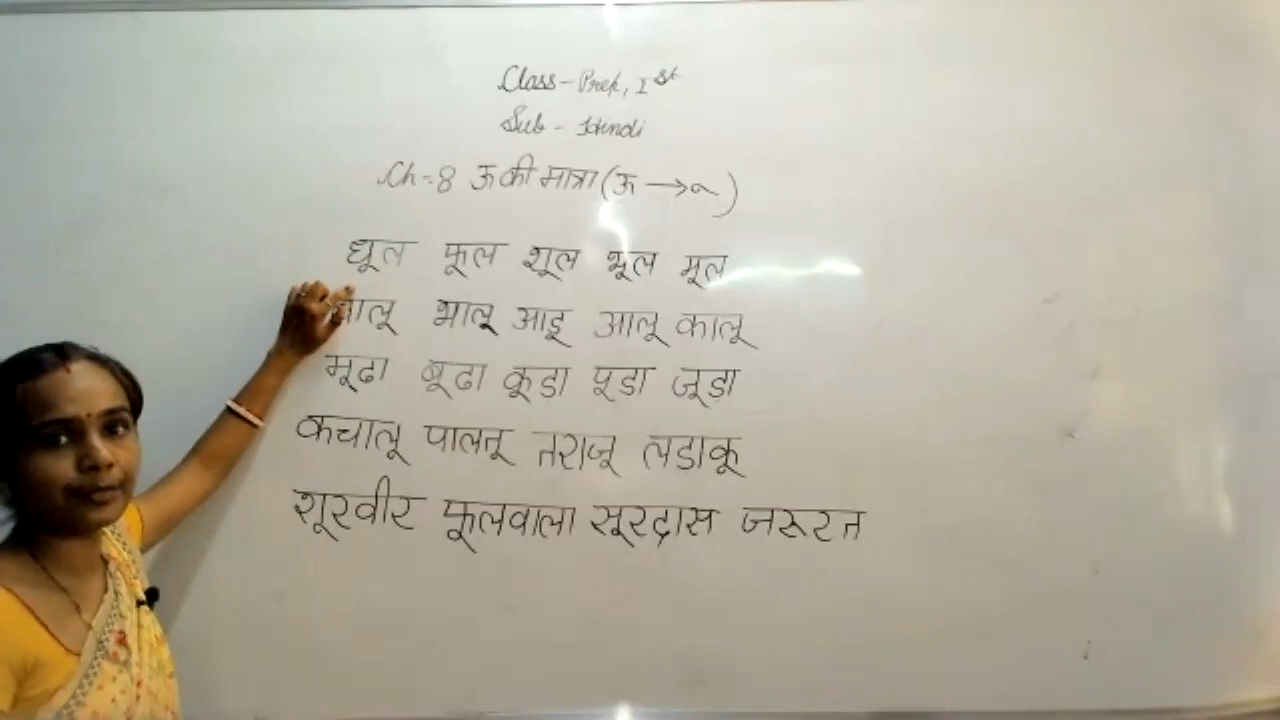 Class - Prep, Ist
Sub - Hindi
Ch-8 ऊ की मात्रा (ऊ → ू)
धूल फूल शूल भूल मूल
भालू आडू आलू कालू
मूढा बूढा कूडा पूडा जूडा
कचालू पालतू तराजू लडाकू
शूरवीर फूलवाला सूरदास जरूरत